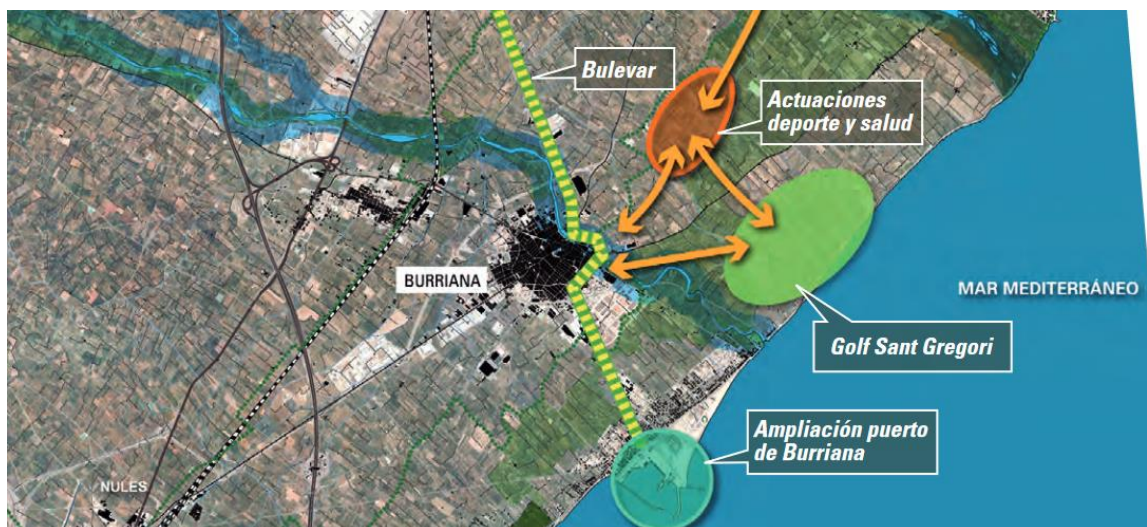 Bulevar
Actuaciones
deporte y salud
BURRIANA
MAR MEDITERRÁNEO
Golf Sant Gregori
Ampliación puerto
de Burriana
NULES